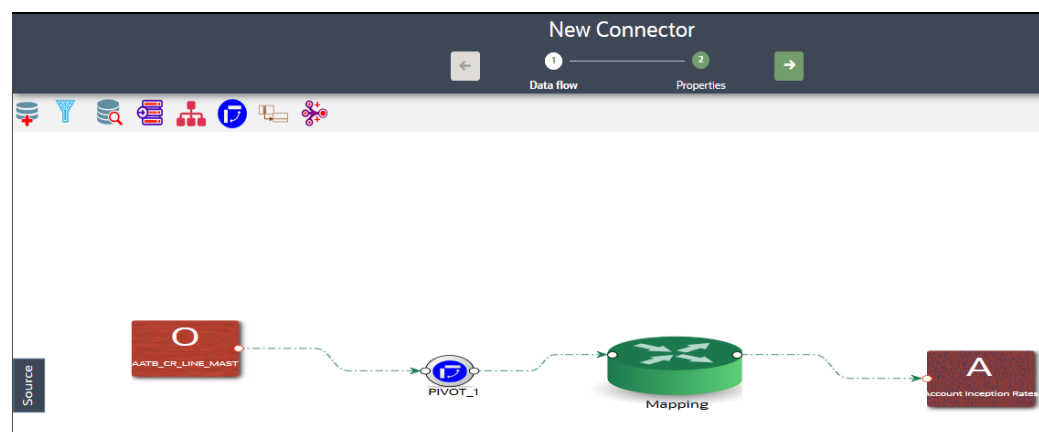 New Connector
1
2
Data flow
Properties
O
AATB_CR_LINE_MAST
PIVOT_1
Mapping
A
Account Inception Rates
Source